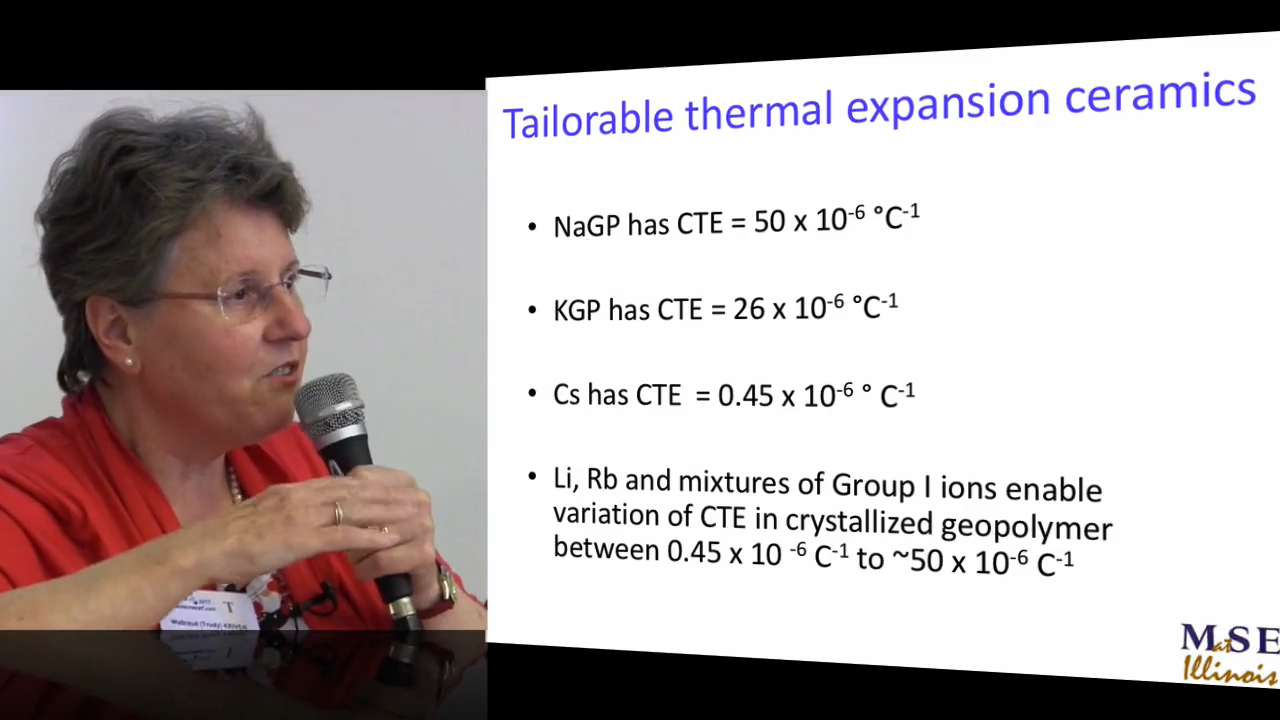 Tailorable thermal expansion ceramics
• NaGP has CTE = 50 x 10⁻⁶ °C⁻¹
• KGP has CTE = 26 x 10⁻⁶ °C⁻¹
• Cs has CTE = 0.45 x 10⁻⁶ ° C⁻¹
• Li, Rb and mixtures of Group I ions enable
variation of CTE in crystallized geopolymer
between 0.45 x 10 ⁻⁶ C⁻¹ to ~50 x 10⁻⁶ C⁻¹
MatSE
Illinois
T
(Trudy)